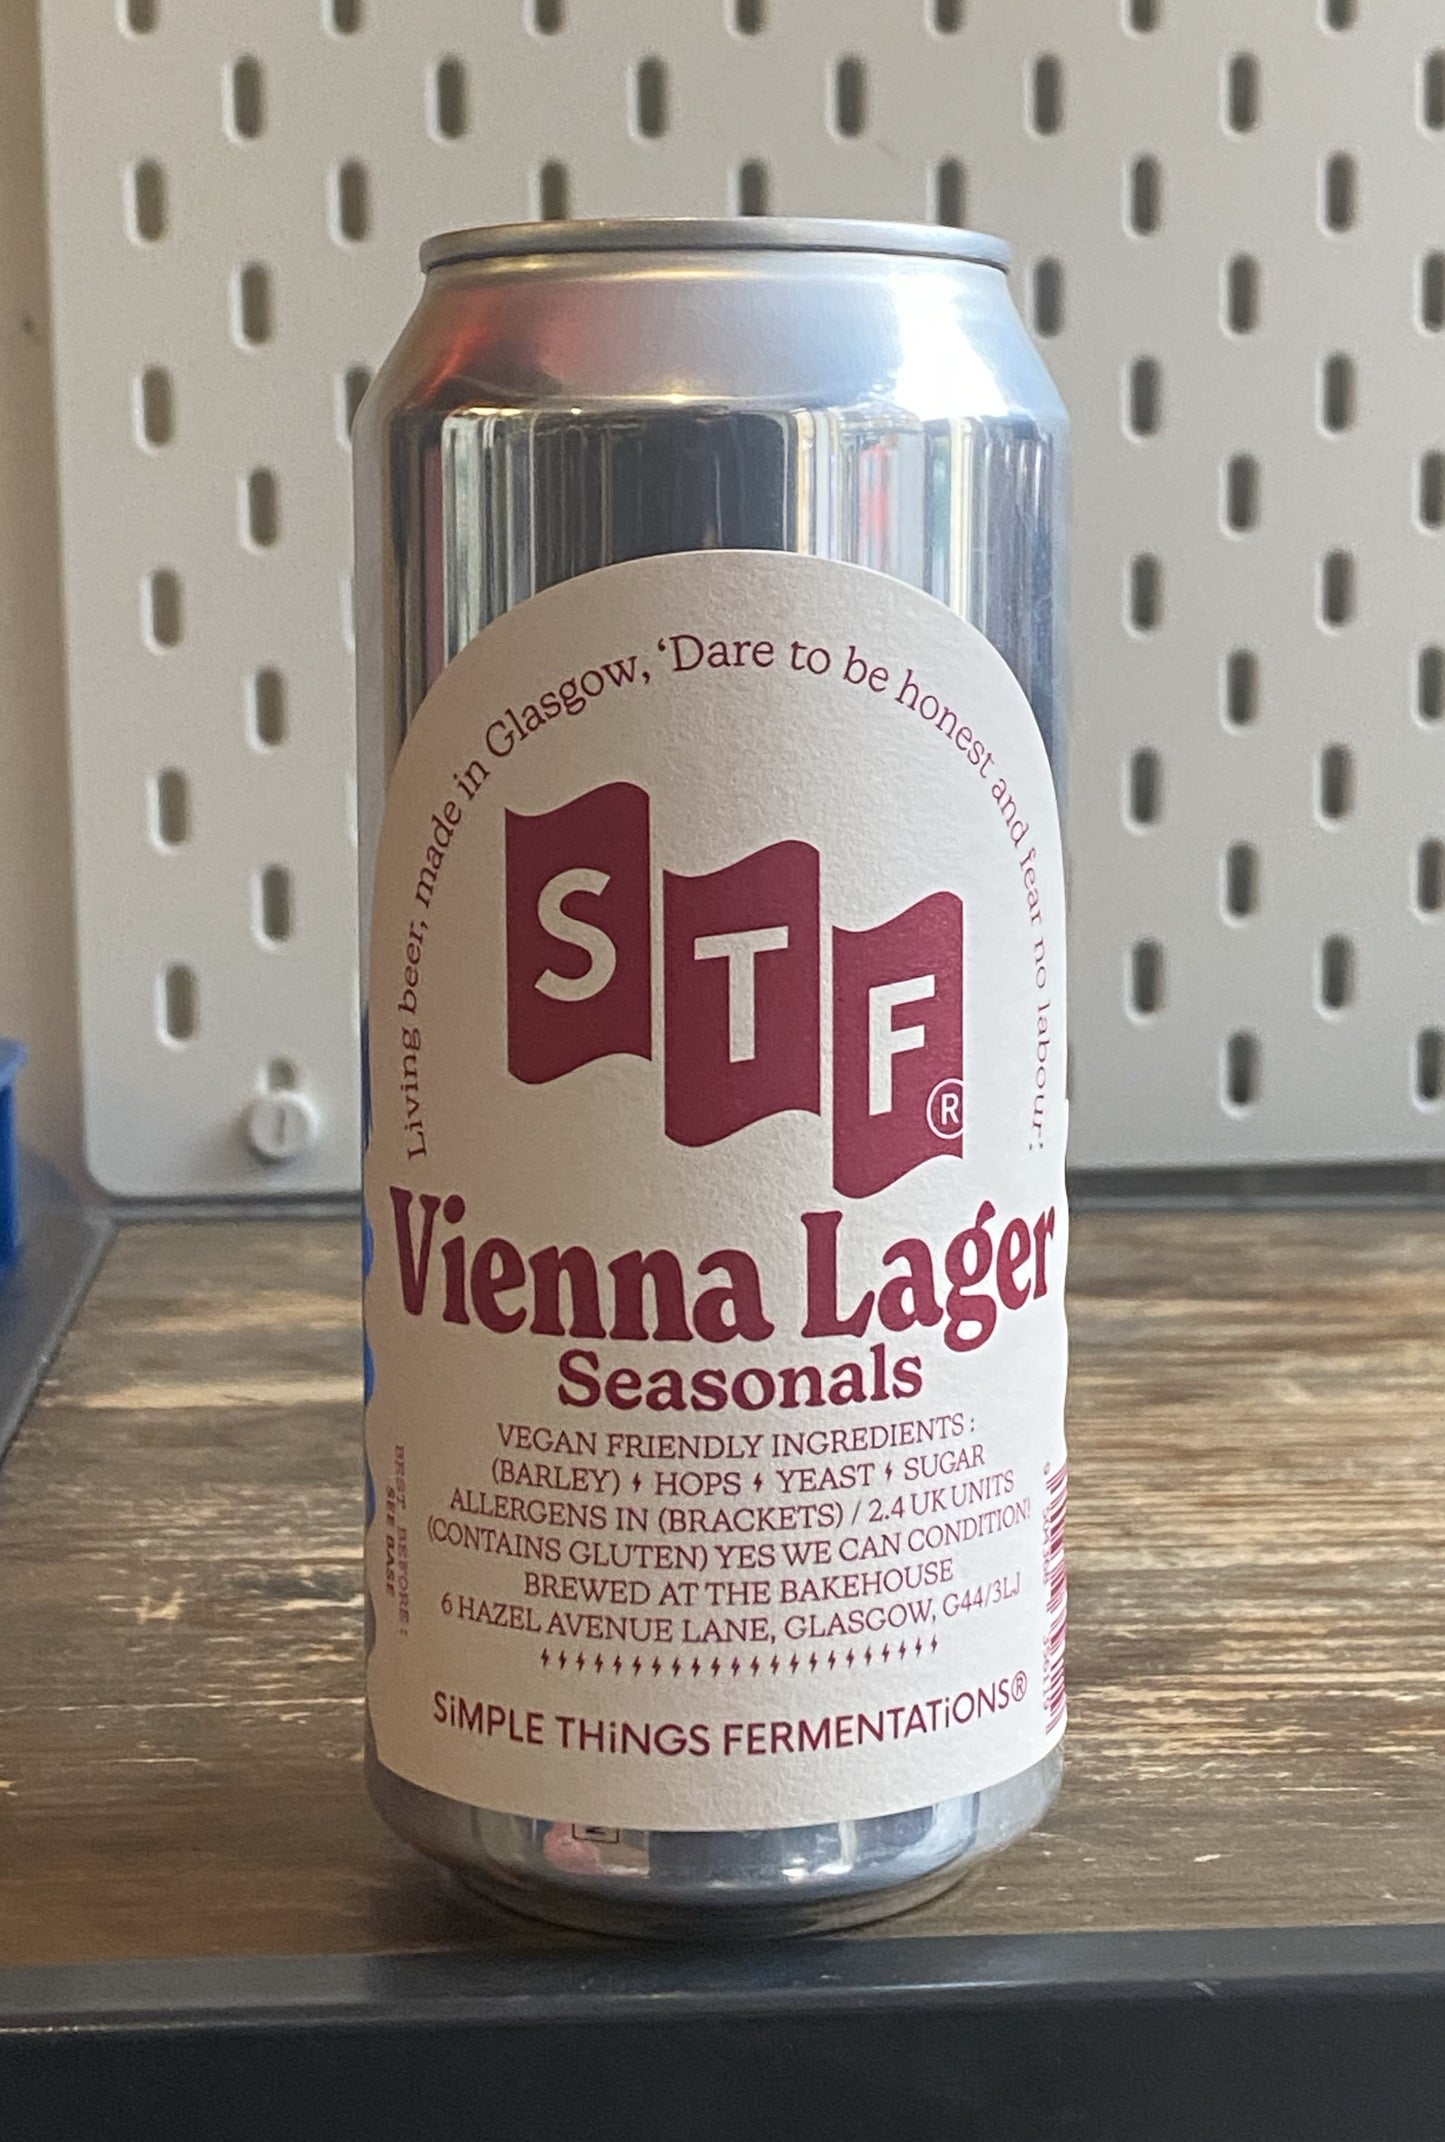 Living beer, made in Glasgow, ‘Dare to be honest and fear no labour:
S T F ®
Vienna Lager
Seasonals
VEGAN FRIENDLY INGREDIENTS :
(BARLEY) HOPS YEAST SUGAR
ALLERGENS IN (BRACKETS) / 2.4 UK UNITS
(CONTAINS GLUTEN) YES WE CAN CONDITION!
BREWED AT THE BAKEHOUSE
6 HAZEL AVENUE LANE, GLASGOW, G44/3LJ
SiMPLE THiNGS FERMENTATiONS®
BEST BEFORE :
SEE BASE